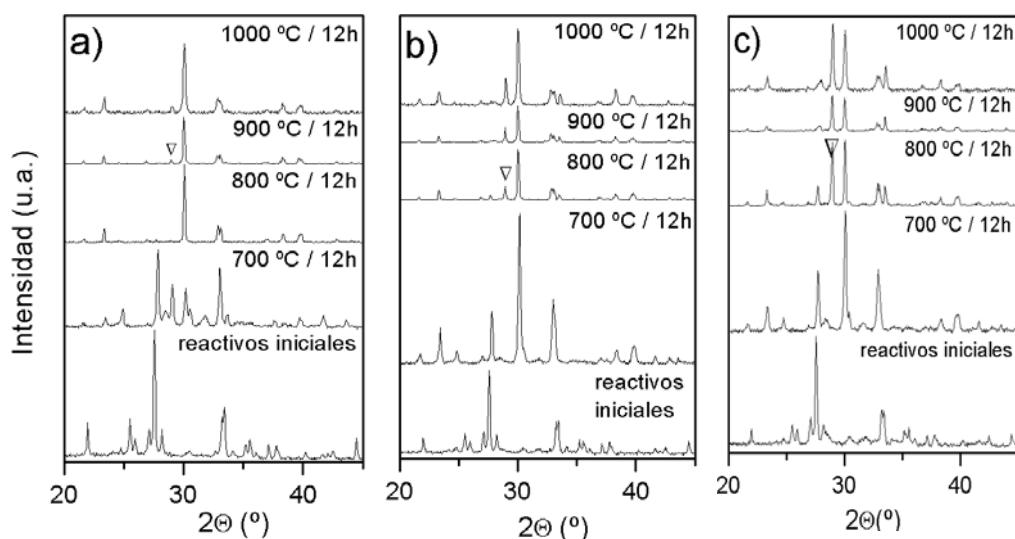 a)
1000 ºC / 12h
900 ºC / 12h
800 ºC / 12h
700 ºC / 12h
reactivos iniciales
Intensidad (u.a.)
20 30 40
2Θ (º)
b)
1000 ºC / 12h
900 ºC / 12h
800 ºC / 12h
700 ºC / 12h
reactivos
iniciales
20 30 40
2Θ (º)
c)
1000 ºC / 12h
900 ºC / 12h
800 ºC / 12h
700 ºC / 12h
reactivos iniciales
20 30 40
2Θ(º)